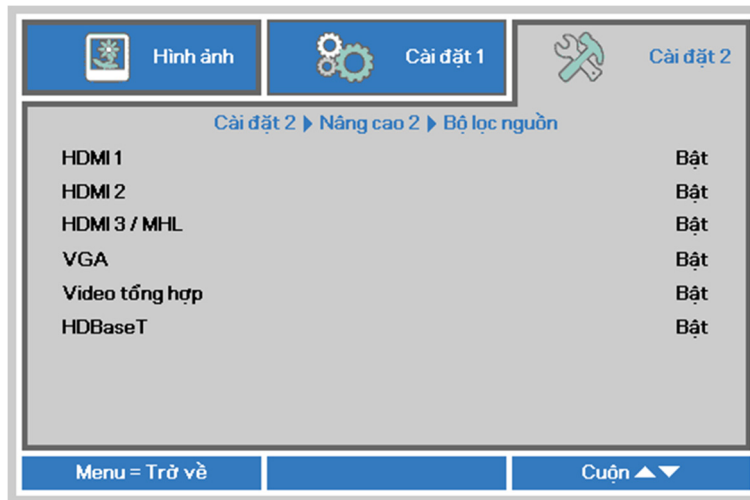 Hình ảnh Cài đặt 1 Cài đặt 2
Cài đặt 2 ▶ Nâng cao 2 ▶ Bộ lọc nguồn
HDMI 1 Bật
HDMI 2 Bật
HDMI 3 / MHL Bật
VGA Bật
Video tổng hợp Bật
HDBaseT Bật
Menu = Trở về Cuộn ▲▼